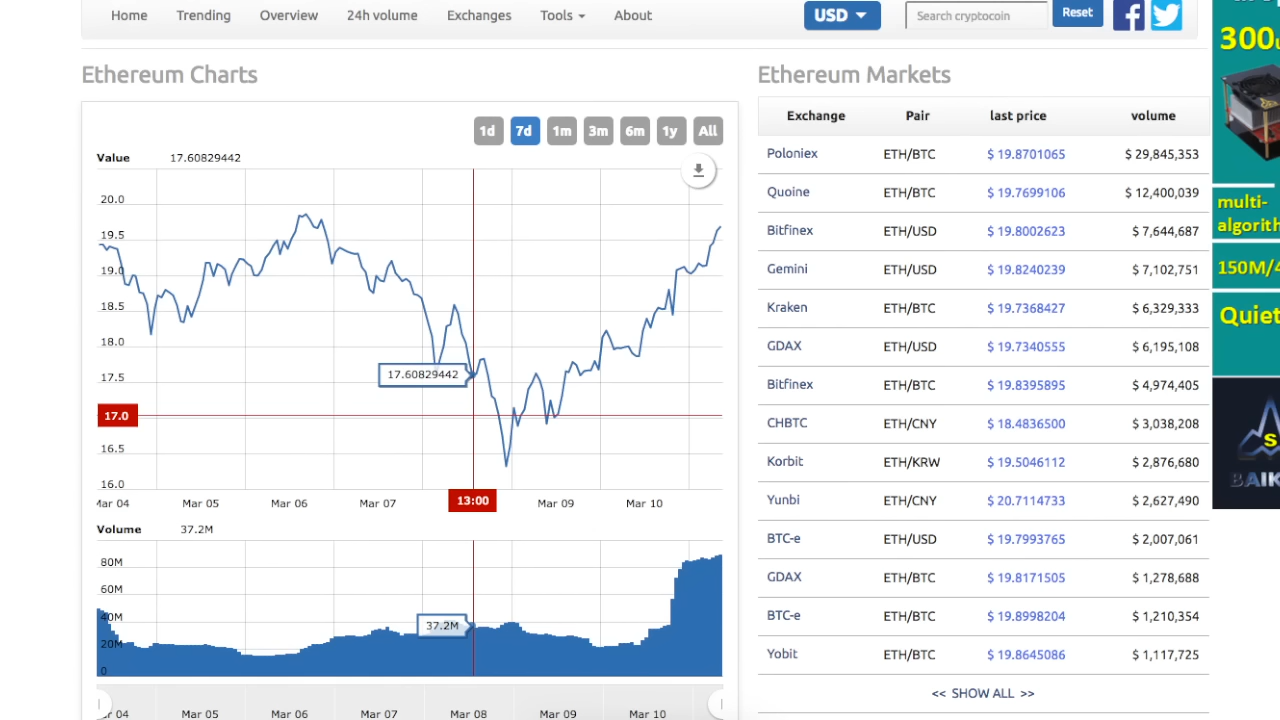 Home Trending Overview 24h volume Exchanges Tools About USD Search cryptocoin Reset
Ethereum Charts
1d 7d 1m 3m 6m 1y All
Value 17.60829442
20.0
19.5
19.0
18.5
18.0
17.5
17.60829442
17.0
16.5
16.0
Mar 05 Mar 06 Mar 07 13:00 Mar 09 Mar 10
Volume 37.2M
80M
60M
40M
37.2M
20M
0
Mar 05 Mar 06 Mar 07 Mar 08 Mar 09 Mar 10
Ethereum Markets
Exchange Pair last price volume
Poloniex ETH/BTC $ 19.8701065 $ 29,845,353
Quoine ETH/BTC $ 19.7699106 $ 12,400,039
Bitfinex ETH/USD $ 19.8002623 $ 7,644,687
Gemini ETH/USD $ 19.8240239 $ 7,102,751
Kraken ETH/BTC $ 19.7368427 $ 6,329,333
GDAX ETH/USD $ 19.7340555 $ 6,195,108
Bitfinex ETH/BTC $ 19.8395895 $ 4,974,405
CHBTC ETH/CNY $ 18.4836500 $ 3,038,208
Korbit ETH/KRW $ 19.5046112 $ 2,876,680
Yunbi ETH/CNY $ 20.7114733 $ 2,627,490
BTC-e ETH/USD $ 19.7993765 $ 2,007,061
GDAX ETH/BTC $ 19.8171505 $ 1,278,688
BTC-e ETH/BTC $ 19.8998204 $ 1,210,354
Yobit ETH/BTC $ 19.8645086 $ 1,117,725
<< SHOW ALL >>
300
multi-
algorith
150M/
Quiet
S
BAIK